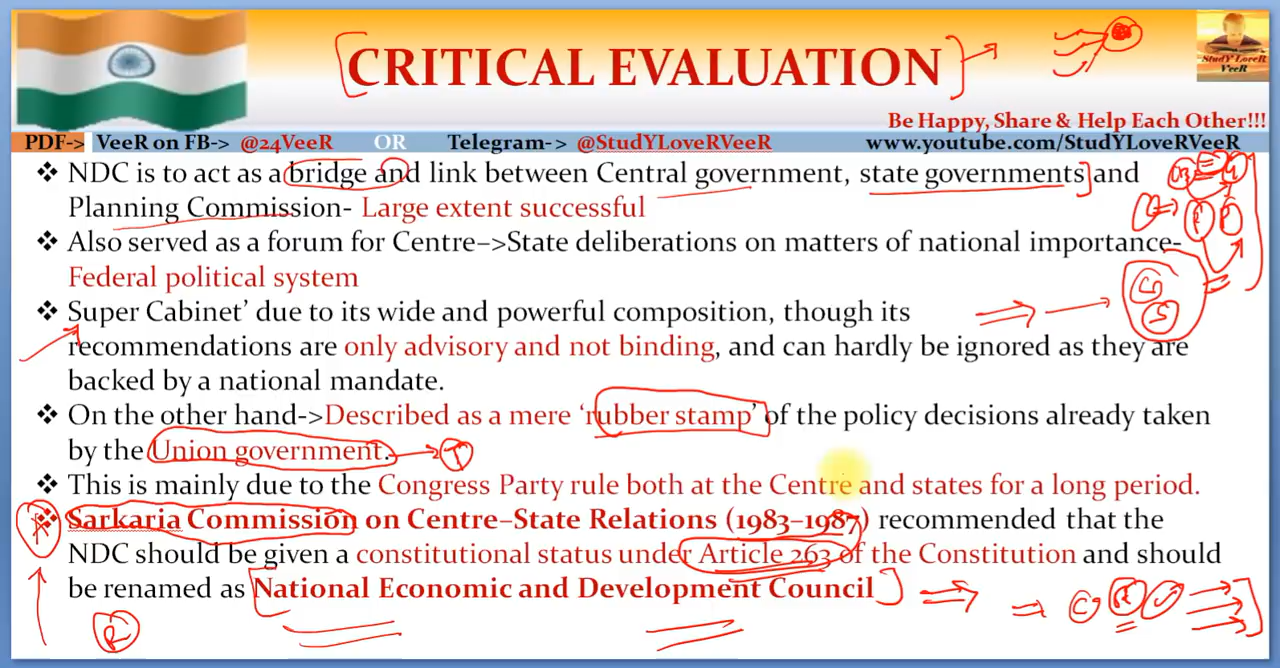 CRITICAL EVALUATION
StudY LoveR
VeeR
Be Happy, Share & Help Each Other!!!
PDF-> VeeR on FB-> @24VeeR OR Telegram-> @StudYLoveRVeeR www.youtube.com/StudYLoveRVeeR
❖ NDC is to act as a bridge and link between Central government, state governments and
Planning Commission- Large extent successful
❖ Also served as a forum for Centre–>State deliberations on matters of national importance-
Federal political system
❖ Super Cabinet’ due to its wide and powerful composition, though its
recommendations are only advisory and not binding, and can hardly be ignored as they are
backed by a national mandate.
❖ On the other hand->Described as a mere ‘rubber stamp’ of the policy decisions already taken
by the Union government.
❖ This is mainly due to the Congress Party rule both at the Centre and states for a long period.
❖ Sarkaria Commission on Centre–State Relations (1983–1987) recommended that the
NDC should be given a constitutional status under Article 263 of the Constitution and should
be renamed as National Economic and Development Council